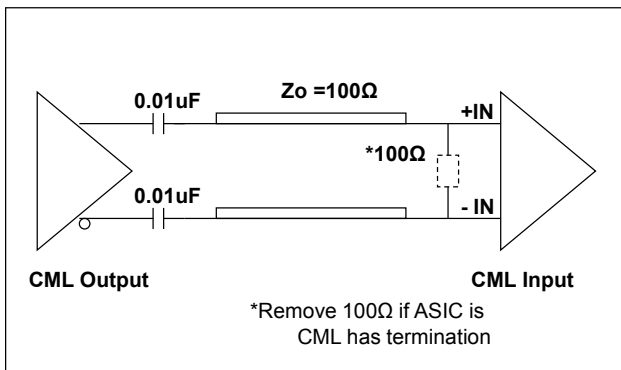 0.01uF
Zo =100Ω
+IN
*100Ω
0.01uF
- IN
CML Output
CML Input
*Remove 100Ω if ASIC is
CML has termination